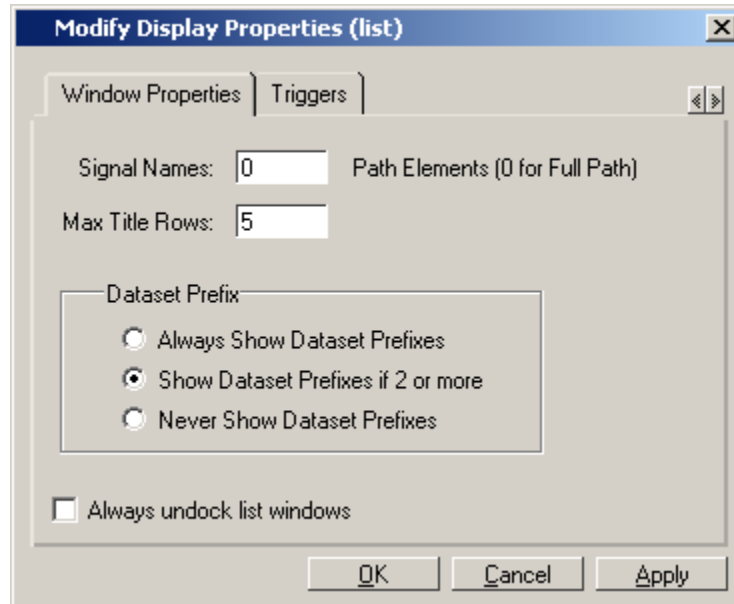 Modify Display Properties (list)
Window Properties Triggers
Signal Names: 0 Path Elements (0 for Full Path)
Max Title Rows: 5
Dataset Prefix
Always Show Dataset Prefixes
Show Dataset Prefixes if 2 or more
Never Show Dataset Prefixes
Always undock list windows
OK Cancel Apply